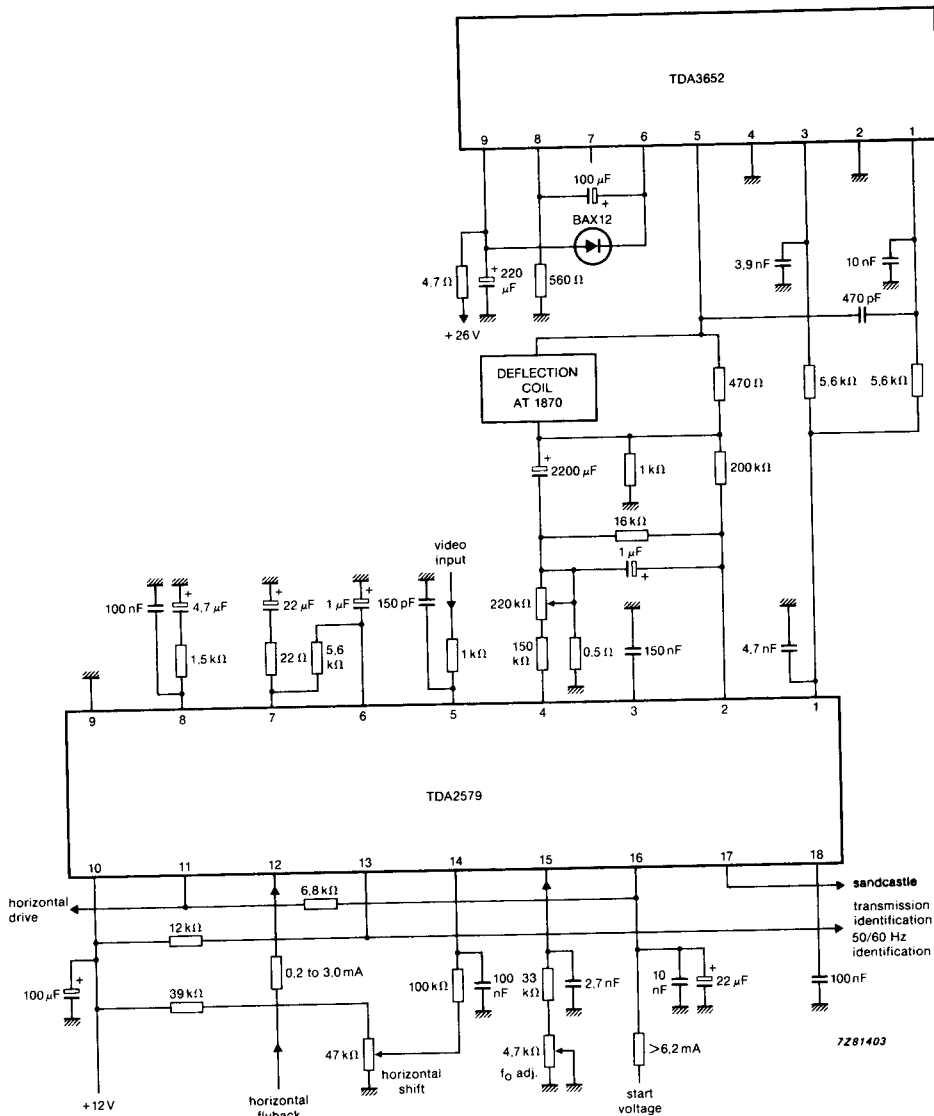 TDA3652
9 8 7 6 5 4 3 2 1
100 µF
+
BAX12
4,7 Ω
+
220
µF
560 Ω
+ 26 V
3,9 nF
10 nF
470 pF
DEFLECTION
COIL
AT 1870
470 Ω
5,6 kΩ
5,6 kΩ
+
2200 µF
1 kΩ
200 kΩ
16 kΩ
1 µF
+
video
input
100 nF
+
4,7 µF
+
22 µF
1 µF
+
150 pF
220 kΩ
1,5 kΩ
22 Ω
5,6
kΩ
1 kΩ
150
kΩ
0.5 Ω
150 nF
4,7 nF
9 8 7 6 5 4 3 2 1
TDA2579
10 11 12 13 14 15 16 17 18
horizontal
drive
6,8 kΩ
sandcastle
transmission
identification
50/60 Hz
identification
12 kΩ
100 µF
+
0.2 to 3,0 mA
39 kΩ
100 kΩ
100
nF
33
kΩ
2,7 nF
10
nF
+
22 µF
100 nF
47 kΩ
horizontal
shift
4,7 kΩ
fO adj.
>6,2 mA
7Z81403
+12 V
horizontal
flyback
start
voltage